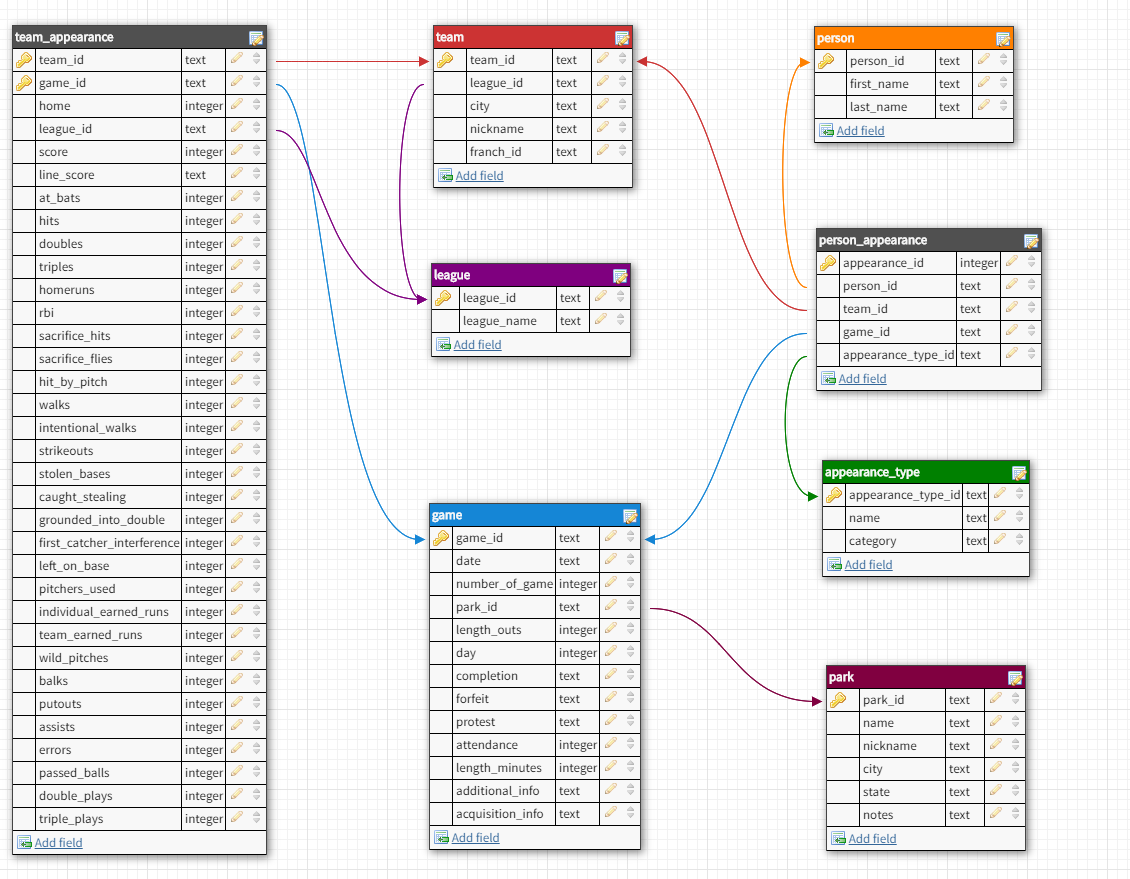 team_appearance
team_id text
game_id text
home integer
league_id text
score integer
line_score text
at_bats integer
hits integer
doubles integer
triples integer
homeruns integer
rbi integer
sacrifice_hits integer
sacrifice_flies integer
hit_by_pitch integer
walks integer
intentional_walks integer
strikeouts integer
stolen_bases integer
caught_stealing integer
grounded_into_double integer
first_catcher_interference integer
left_on_base integer
pitchers_used integer
individual_earned_runs integer
team_earned_runs integer
wild_pitches integer
balks integer
putouts integer
assists integer
errors integer
passed_balls integer
double_plays integer
triple_plays integer
Add field
team
team_id text
league_id text
city text
nickname text
franch_id text
Add field
league
league_id text
league_name text
Add field
game
game_id text
date text
number_of_game integer
park_id text
length_outs integer
day integer
completion text
forfeit text
protest text
attendance integer
length_minutes integer
additional_info text
acquisition_info text
Add field
person
person_id text
first_name text
last_name text
Add field
person_appearance
appearance_id integer
person_id text
team_id text
game_id text
appearance_type_id text
Add field
appearance_type
appearance_type_id text
name text
category text
Add field
park
park_id text
name text
nickname text
city text
state text
notes text
Add field